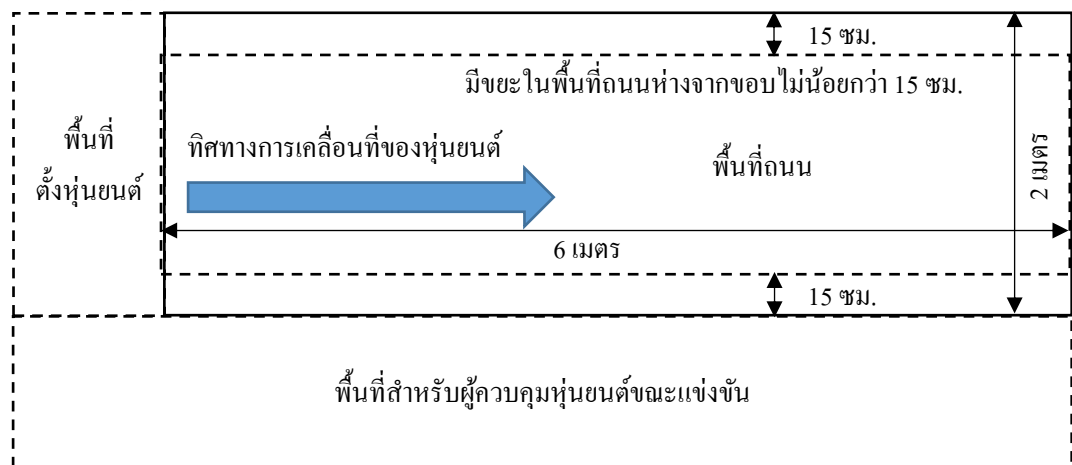 15 ซม.
มีขยะในพื้นที่ถนนห่างจากขอบไม่น้อยกว่า 15 ซม.
พื้นที่
ตั้งหุ่นยนต์
ทิศทางการเคลื่อนที่ของหุ่นยนต์
พื้นที่ถนน
2 เมตร
6 เมตร
15 ซม.
พื้นที่สำหรับผู้ควบคุมหุ่นยนต์ขณะแข่งขัน